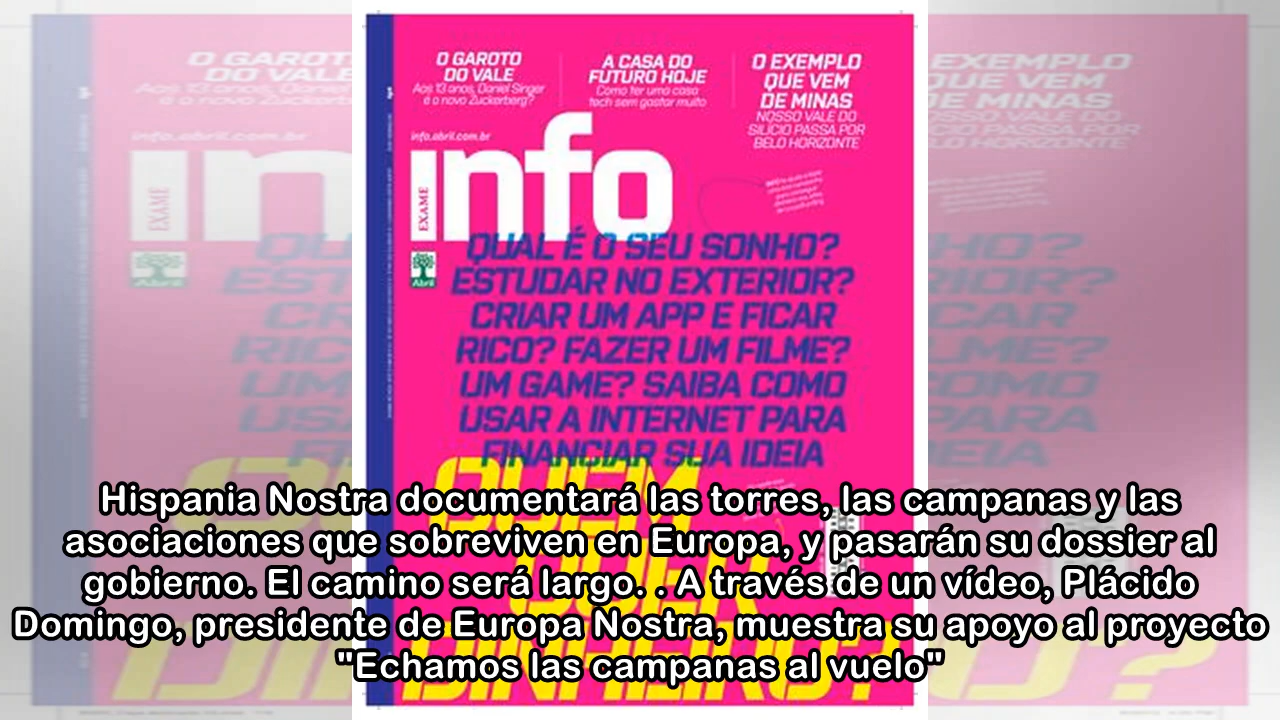 O GAROTO
DO VALE
Aos 13 anos, Daniel Singer
é o novo Zuckerberg?
A CASA DO
FUTURO HOJE
Como ter uma casa
tech sem gastar muito
O EXEMPLO
QUE VEM
DE MINAS
NOSSO VALE DO
SILÍCIO PASSA POR
BELO HORIZONTE
info.abril.com.br
EXAME
info
Abril
QUAL É O SEU SONHO?
ESTUDAR NO EXTERIOR?
CRIAR UM APP E FICAR
RICO? FAZER UM FILME?
UM GAME? SAIBA COMO
USAR A INTERNET PARA
FINANCIAR SUA IDEIA
QUEM
QUER
DINHEIRO?
Hispania Nostra documentará las torres, las campanas y las
asociaciones que sobreviven en Europa, y pasarán su dossier al
gobierno. El camino será largo. . A través de un vídeo, Plácido
Domingo, presidente de Europa Nostra, muestra su apoyo al proyecto
"Echamos las campanas al vuelo"